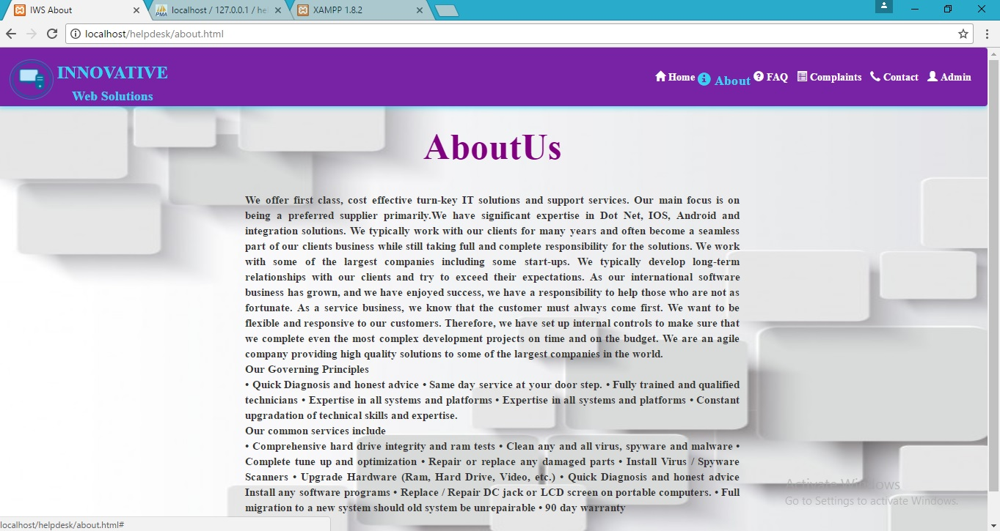 IWS About
localhost / 127.0.0.1 / he
XAMPP 1.8.2
localhost/helpdesk/about.html
INNOVATIVE
Web Solutions
Home About FAQ Complaints Contact Admin
AboutUs
We offer first class, cost effective turn-key IT solutions and support services. Our main focus is on
being a preferred supplier primarily.We have significant expertise in Dot Net, IOS, Android and
integration solutions. We typically work with our clients for many years and often become a seamless
part of our clients business while still taking full and complete responsibility for the solutions. We work
with some of the largest companies including some start-ups. We typically develop long-term
relationships with our clients and try to exceed their expectations. As our international software
business has grown, and we have enjoyed success, we have a responsibility to help those who are not as
fortunate. As a service business, we know that the customer must always come first. We want to be
flexible and responsive to our customers. Therefore, we have set up internal controls to make sure that
we complete even the most complex development projects on time and on the budget. We are an agile
company providing high quality solutions to some of the largest companies in the world.
Our Governing Principles
• Quick Diagnosis and honest advice • Same day service at your door step. • Fully trained and qualified
technicians • Expertise in all systems and platforms • Expertise in all systems and platforms • Constant
upgradation of technical skills and expertise.
Our common services include
• Comprehensive hard drive integrity and ram tests • Clean any and all virus, spyware and malware •
Complete tune up and optimization • Repair or replace any damaged parts • Install Virus / Spyware
Scanners • Upgrade Hardware (Ram, Hard Drive, Video, etc.) • Quick Diagnosis and honest advice
Install any software programs • Replace / Repair DC jack or LCD screen on portable computers. • Full
migration to a new system should old system be unrepairable • 90 day warranty
Activate Windows
Go to Settings to activate Windows.
localhost/helpdesk/about.html#